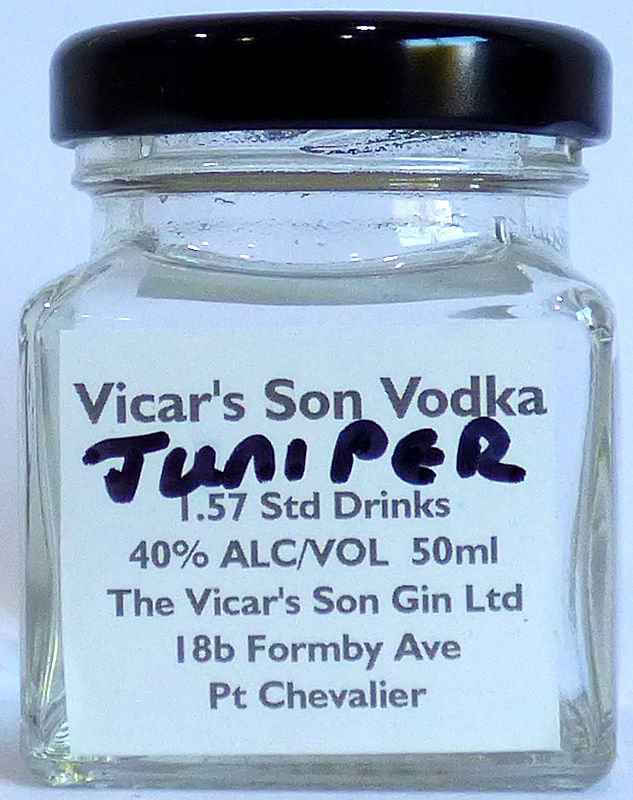 Vicar's Son Vodka
JUNIPER
1.57 Std Drinks
40% ALC/VOL 50ml
The Vicar's Son Gin Ltd
18b Formby Ave
Pt Chevalier